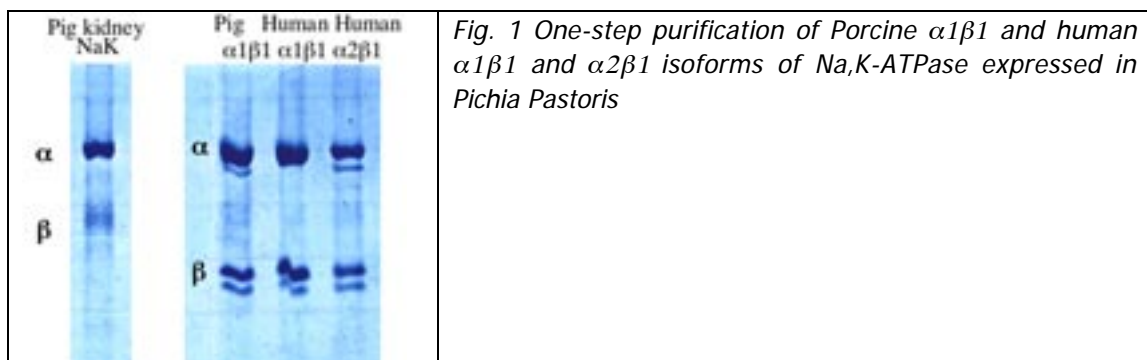 Pig kidney
NaK
α
β
Pig Human Human
α1β1 α1β1 α2β1
α
β
Fig. 1 One-step purification of Porcine α1β1 and human
α1β1 and α2β1 isoforms of Na,K-ATPase expressed in
Pichia Pastoris